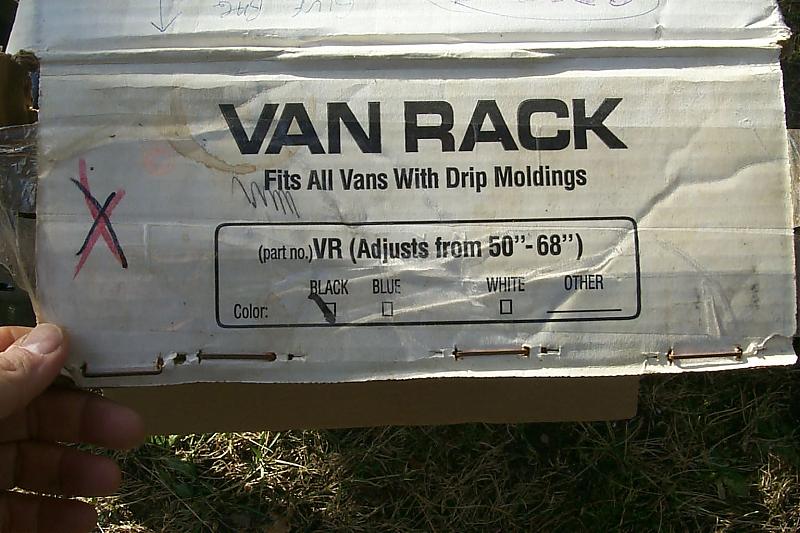 VAN RACK
Fits All Vans With Drip Moldings
(part no.) VR (Adjusts from 50"-68")
BLACK BLUE WHITE OTHER
Color: